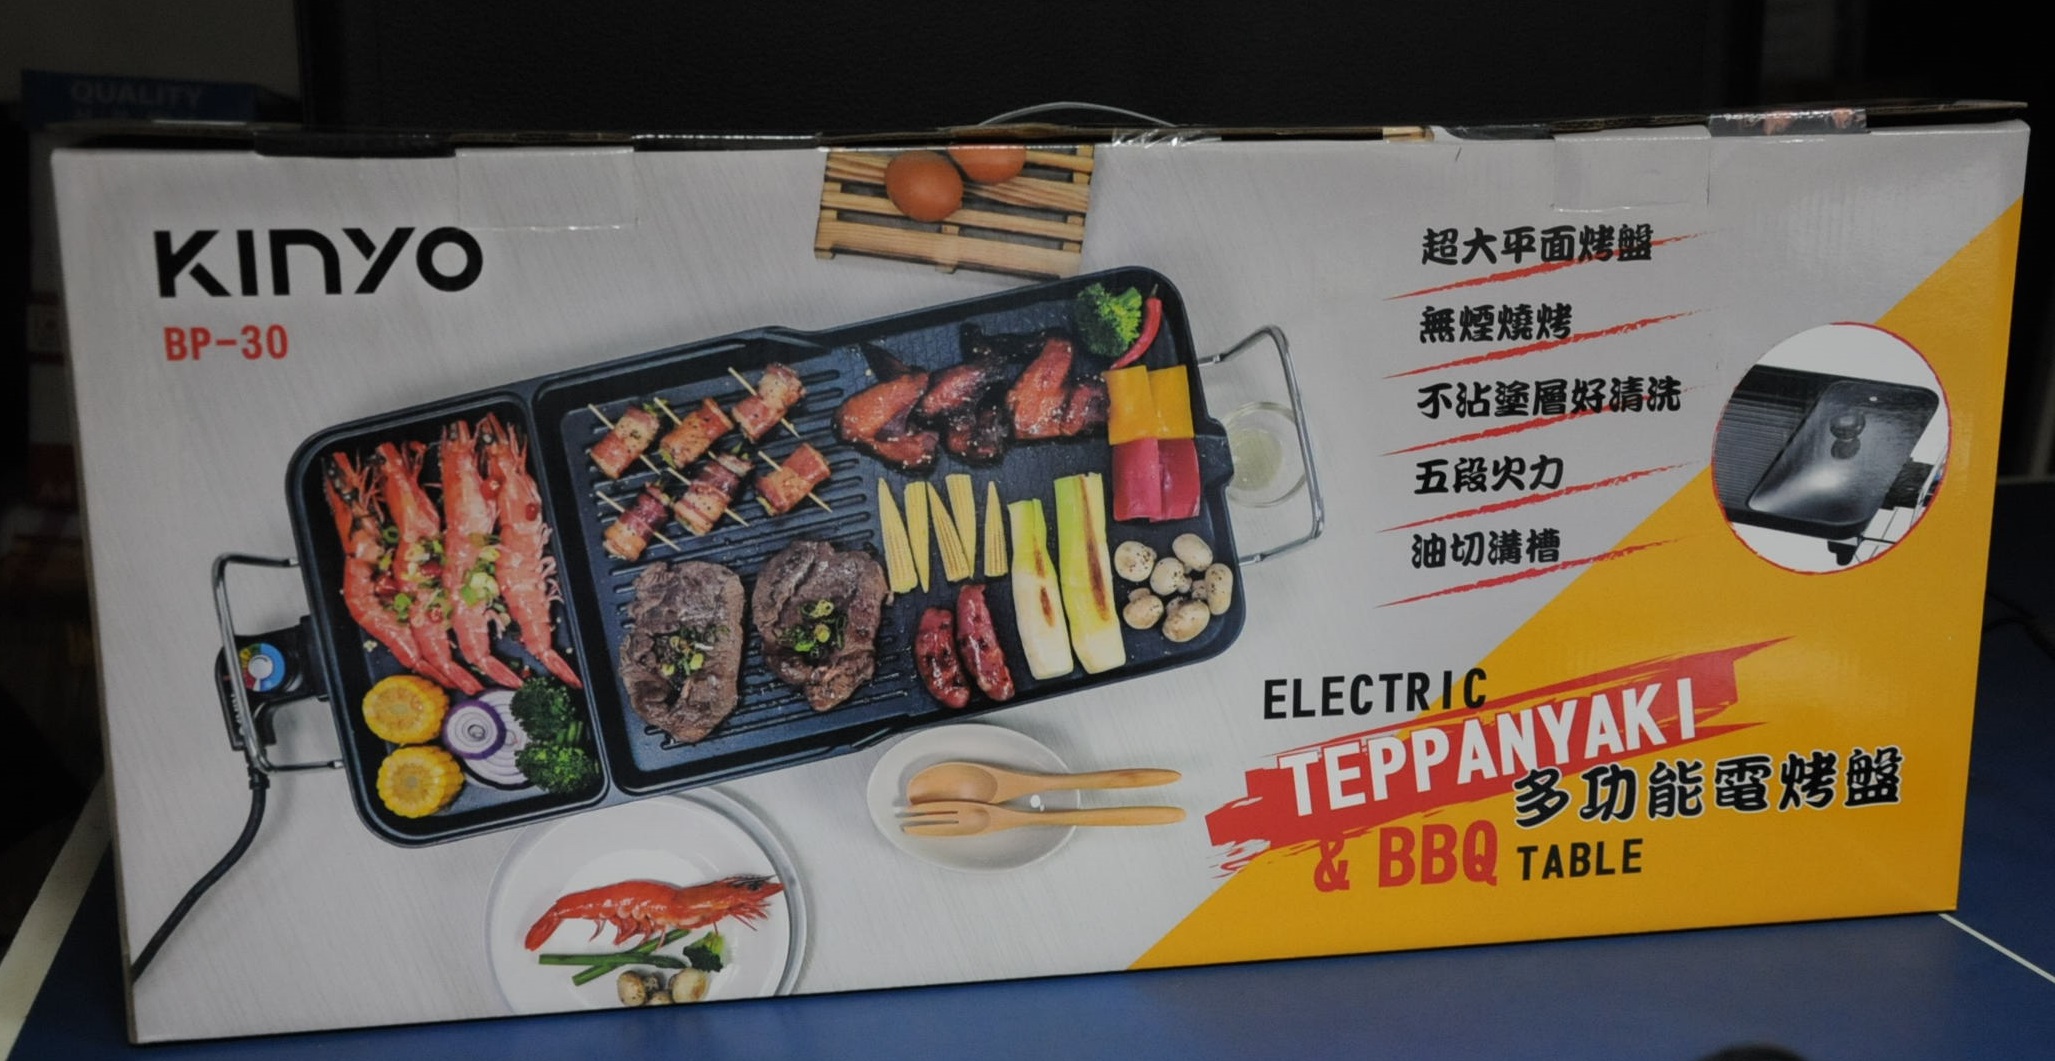 QUALITY
KINYO
BP-30
超大平面烤盤
無煙燒烤
不沾塗層好清洗
五段火力
油切溝槽
ELECTRIC
TEPPANYAKI
多功能電烤盤
& BBQ TABLE